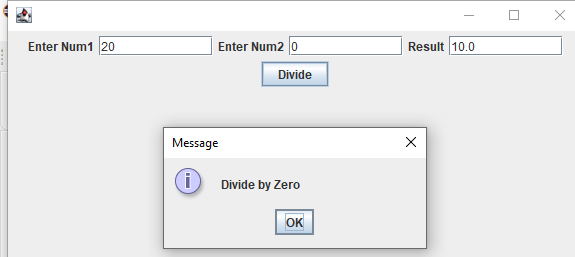 Enter Num1 20 Enter Num2 0 Result 10.0
Divide
Message
Divide by Zero
OK